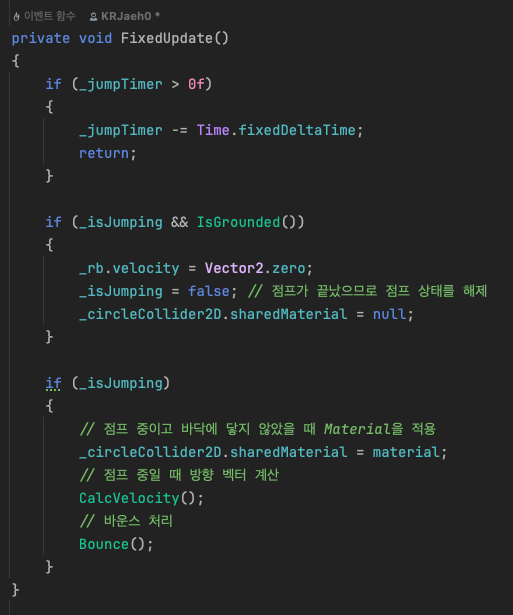 이벤트 함수 KRJaeh0 *
private void FixedUpdate()
{
    if (_jumpTimer > 0f)
    {
        _jumpTimer -= Time.fixedDeltaTime;
        return;
    }

    if (_isJumping && IsGrounded())
    {
        _rb.velocity = Vector2.zero;
        _isJumping = false; // 점프가 끝났으므로 점프 상태를 해제
        _circleCollider2D.sharedMaterial = null;
    }

    if (_isJumping)
    {
        // 점프 중이고 바닥에 닿지 않았을 때 Material을 적용
        _circleCollider2D.sharedMaterial = material;
        // 점프 중일 때 방향 벡터 계산
        CalcVelocity();
        // 바운스 처리
        Bounce();
    }
}